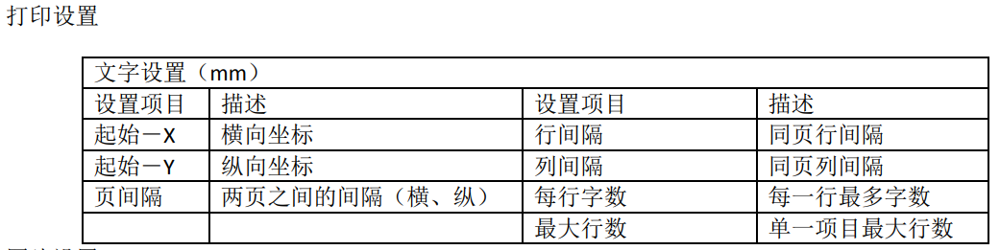 打印设置
文字设置（mm）
设置项目 描述 设置项目 描述
起始－X 横向坐标 行间隔 同页行间隔
起始－Y 纵向坐标 列间隔 同页列间隔
页间隔 两页之间的间隔（横、纵） 每行字数 每一行最多字数
最大行数 单一项目最大行数